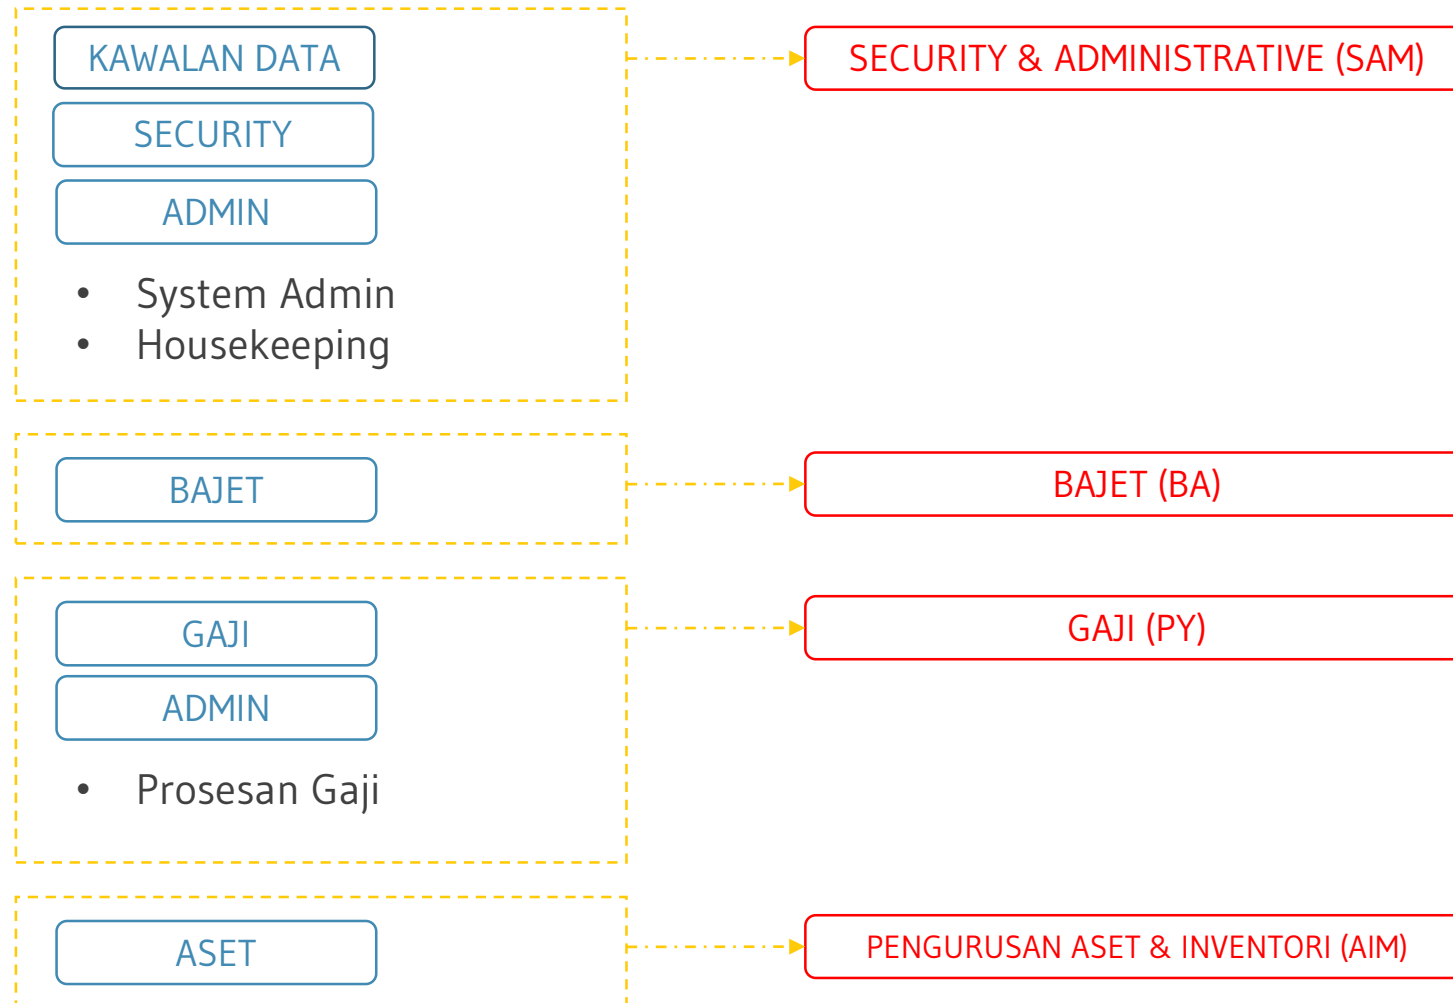 KAWALAN DATA
SECURITY & ADMINISTRATIVE (SAM)
SECURITY
ADMIN
• System Admin
• Housekeeping
BAJET
BAJET (BA)
GAJI
GAJI (PY)
ADMIN
• Prosesan Gaji
ASET
PENGURUSAN ASET & INVENTORI (AIM)